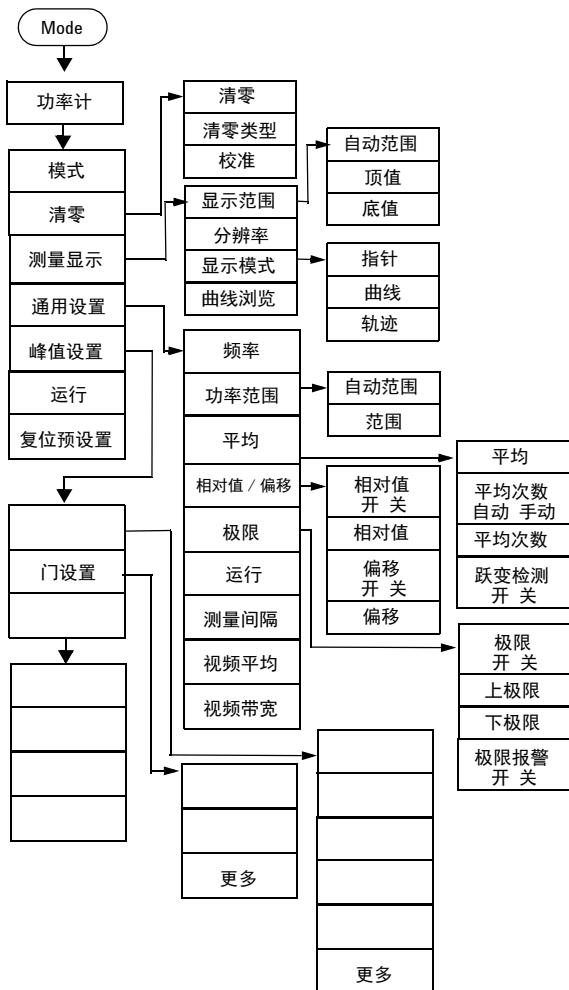 Mode
功率计
模式
清零
测量显示
通用设置
峰值设置
运行
复位预设置
清零
清零类型
校准
显示范围
分辨率
显示模式
曲线浏览
自动范围
顶值
底值
指针
曲线
轨迹
频率
功率范围
平均
相对值 / 偏移
极限
运行
测量间隔
视频平均
视频带宽
自动范围
范围
相对值
开 关
相对值
偏移
开 关
偏移
平均
平均次数
自动 手动
平均次数
跃变检测
开 关
极限
开 关
上极限
下极限
极限报警
开 关
门设置
更多
更多